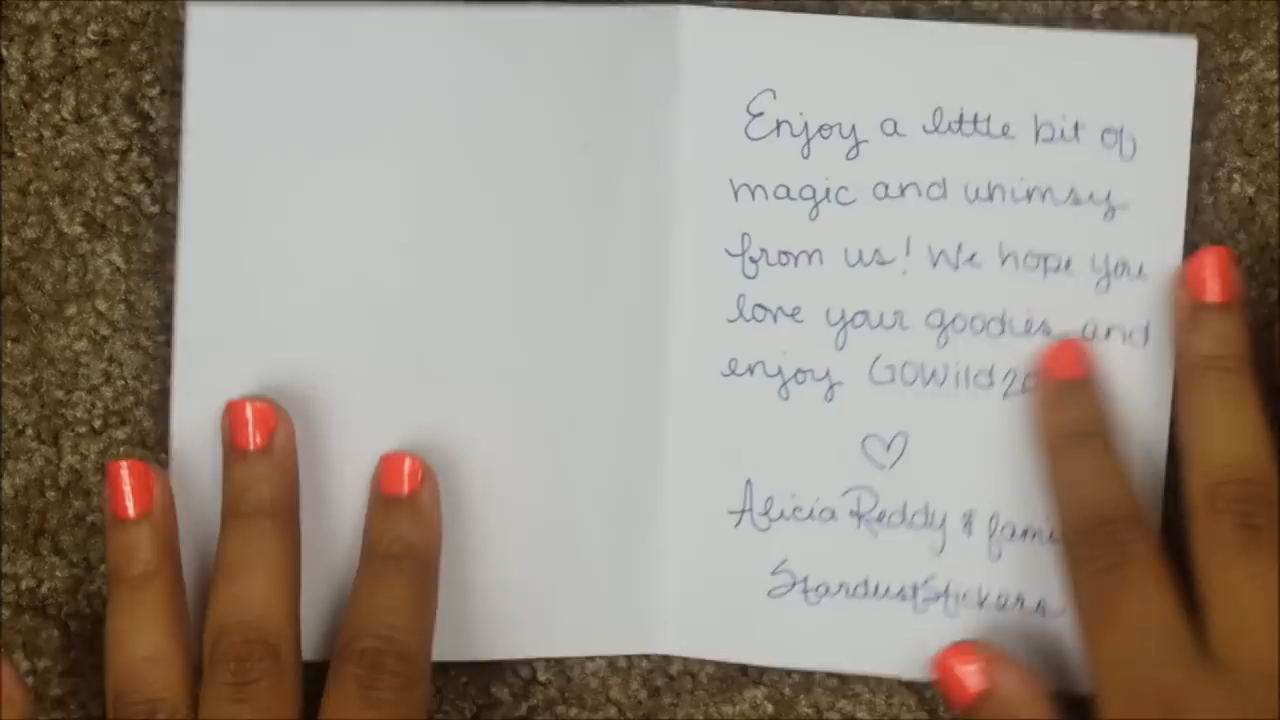 Enjoy a little bit of
magic and whimsy
from us! We hope you
love your goodies and
enjoy GOWild
Alicia Reddy &
StardustStickers